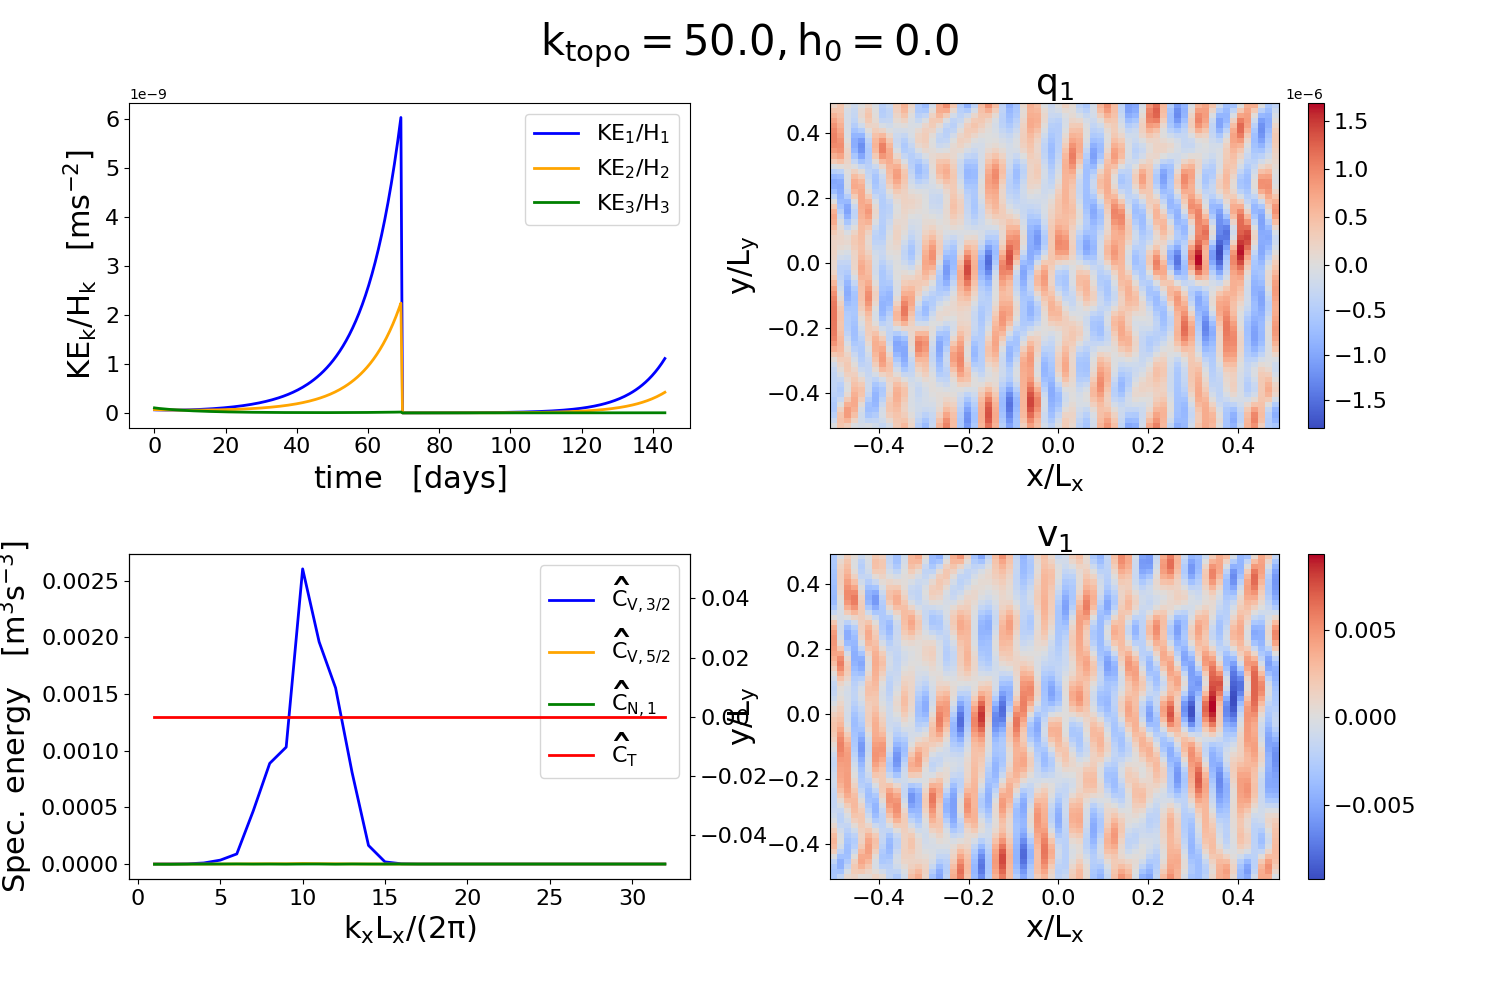 k_topo = 50.0, h_0 = 0.0
1e−9
6
5
4
3
2
1
0
KE_k/H_k [ms^−2]
KE_1/H_1
KE_2/H_2
KE_3/H_3
0 20 40 60 80 100 120 140
time [days]
q_1
1e−6
0.4
0.2
0.0
−0.2
−0.4
y/L_y
−0.4 −0.2 0.0 0.2 0.4
x/L_x
1.5
1.0
0.5
0.0
−0.5
−1.0
−1.5
0.0025
0.0020
0.0015
0.0010
0.0005
0.0000
Spec. energy [m^3s^−3]
Ĉ_V,3/2
Ĉ_V,5/2
Ĉ_N,1
Ĉ_T
0.04
0.02
0.00
−0.02
−0.04
0 5 10 15 20 25 30
k_xL_x/(2π)
v_1
0.4
0.2
0.0
−0.2
−0.4
y/L_y
−0.4 −0.2 0.0 0.2 0.4
x/L_x
0.005
0.000
−0.005